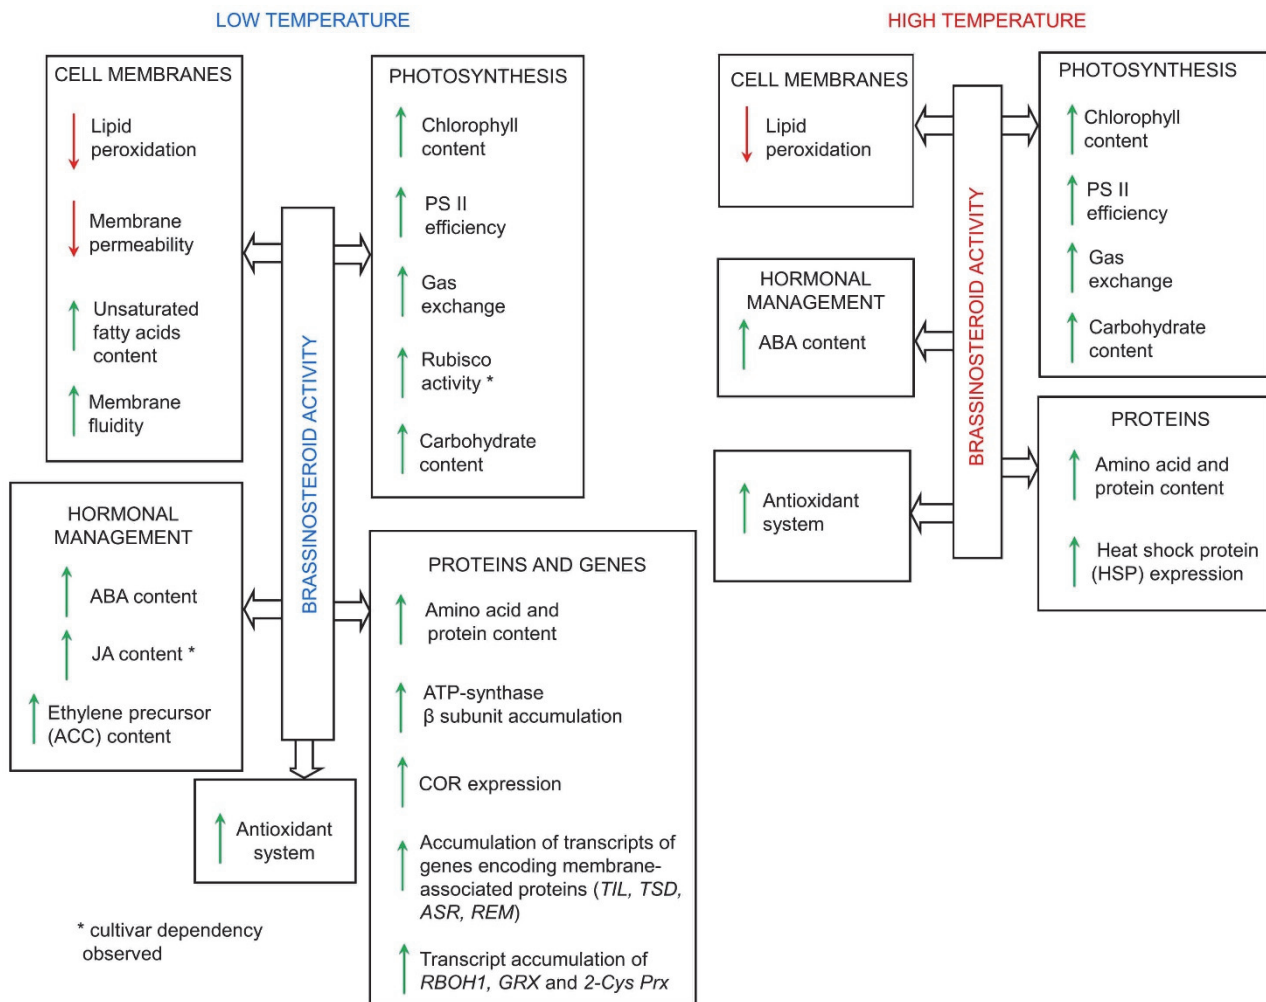 LOW TEMPERATURE
CELL MEMBRANES
Lipid
peroxidation
Membrane
permeability
Unsaturated
fatty acids
content
Membrane
fluidity
PHOTOSYNTHESIS
Chlorophyll
content
PS II
efficiency
Gas
exchange
Rubisco
activity *
Carbohydrate
content
BRASSINOSTEROID ACTIVITY
HORMONAL
MANAGEMENT
ABA content
JA content *
Ethylene precursor
(ACC) content
PROTEINS AND GENES
Amino acid and
protein content
ATP-synthase
β subunit accumulation
COR expression
Accumulation of transcripts of
genes encoding membrane-
associated proteins (TIL, TSD,
ASR, REM)
Transcript accumulation of
RBOH1, GRX and 2-Cys Prx
Antioxidant
system
* cultivar dependency
observed
HIGH TEMPERATURE
CELL MEMBRANES
Lipid
peroxidation
PHOTOSYNTHESIS
Chlorophyll
content
PS II
efficiency
Gas
exchange
Carbohydrate
content
HORMONAL
MANAGEMENT
ABA content
BRASSINOSTEROID ACTIVITY
Antioxidant
system
PROTEINS
Amino acid and
protein content
Heat shock protein
(HSP) expression